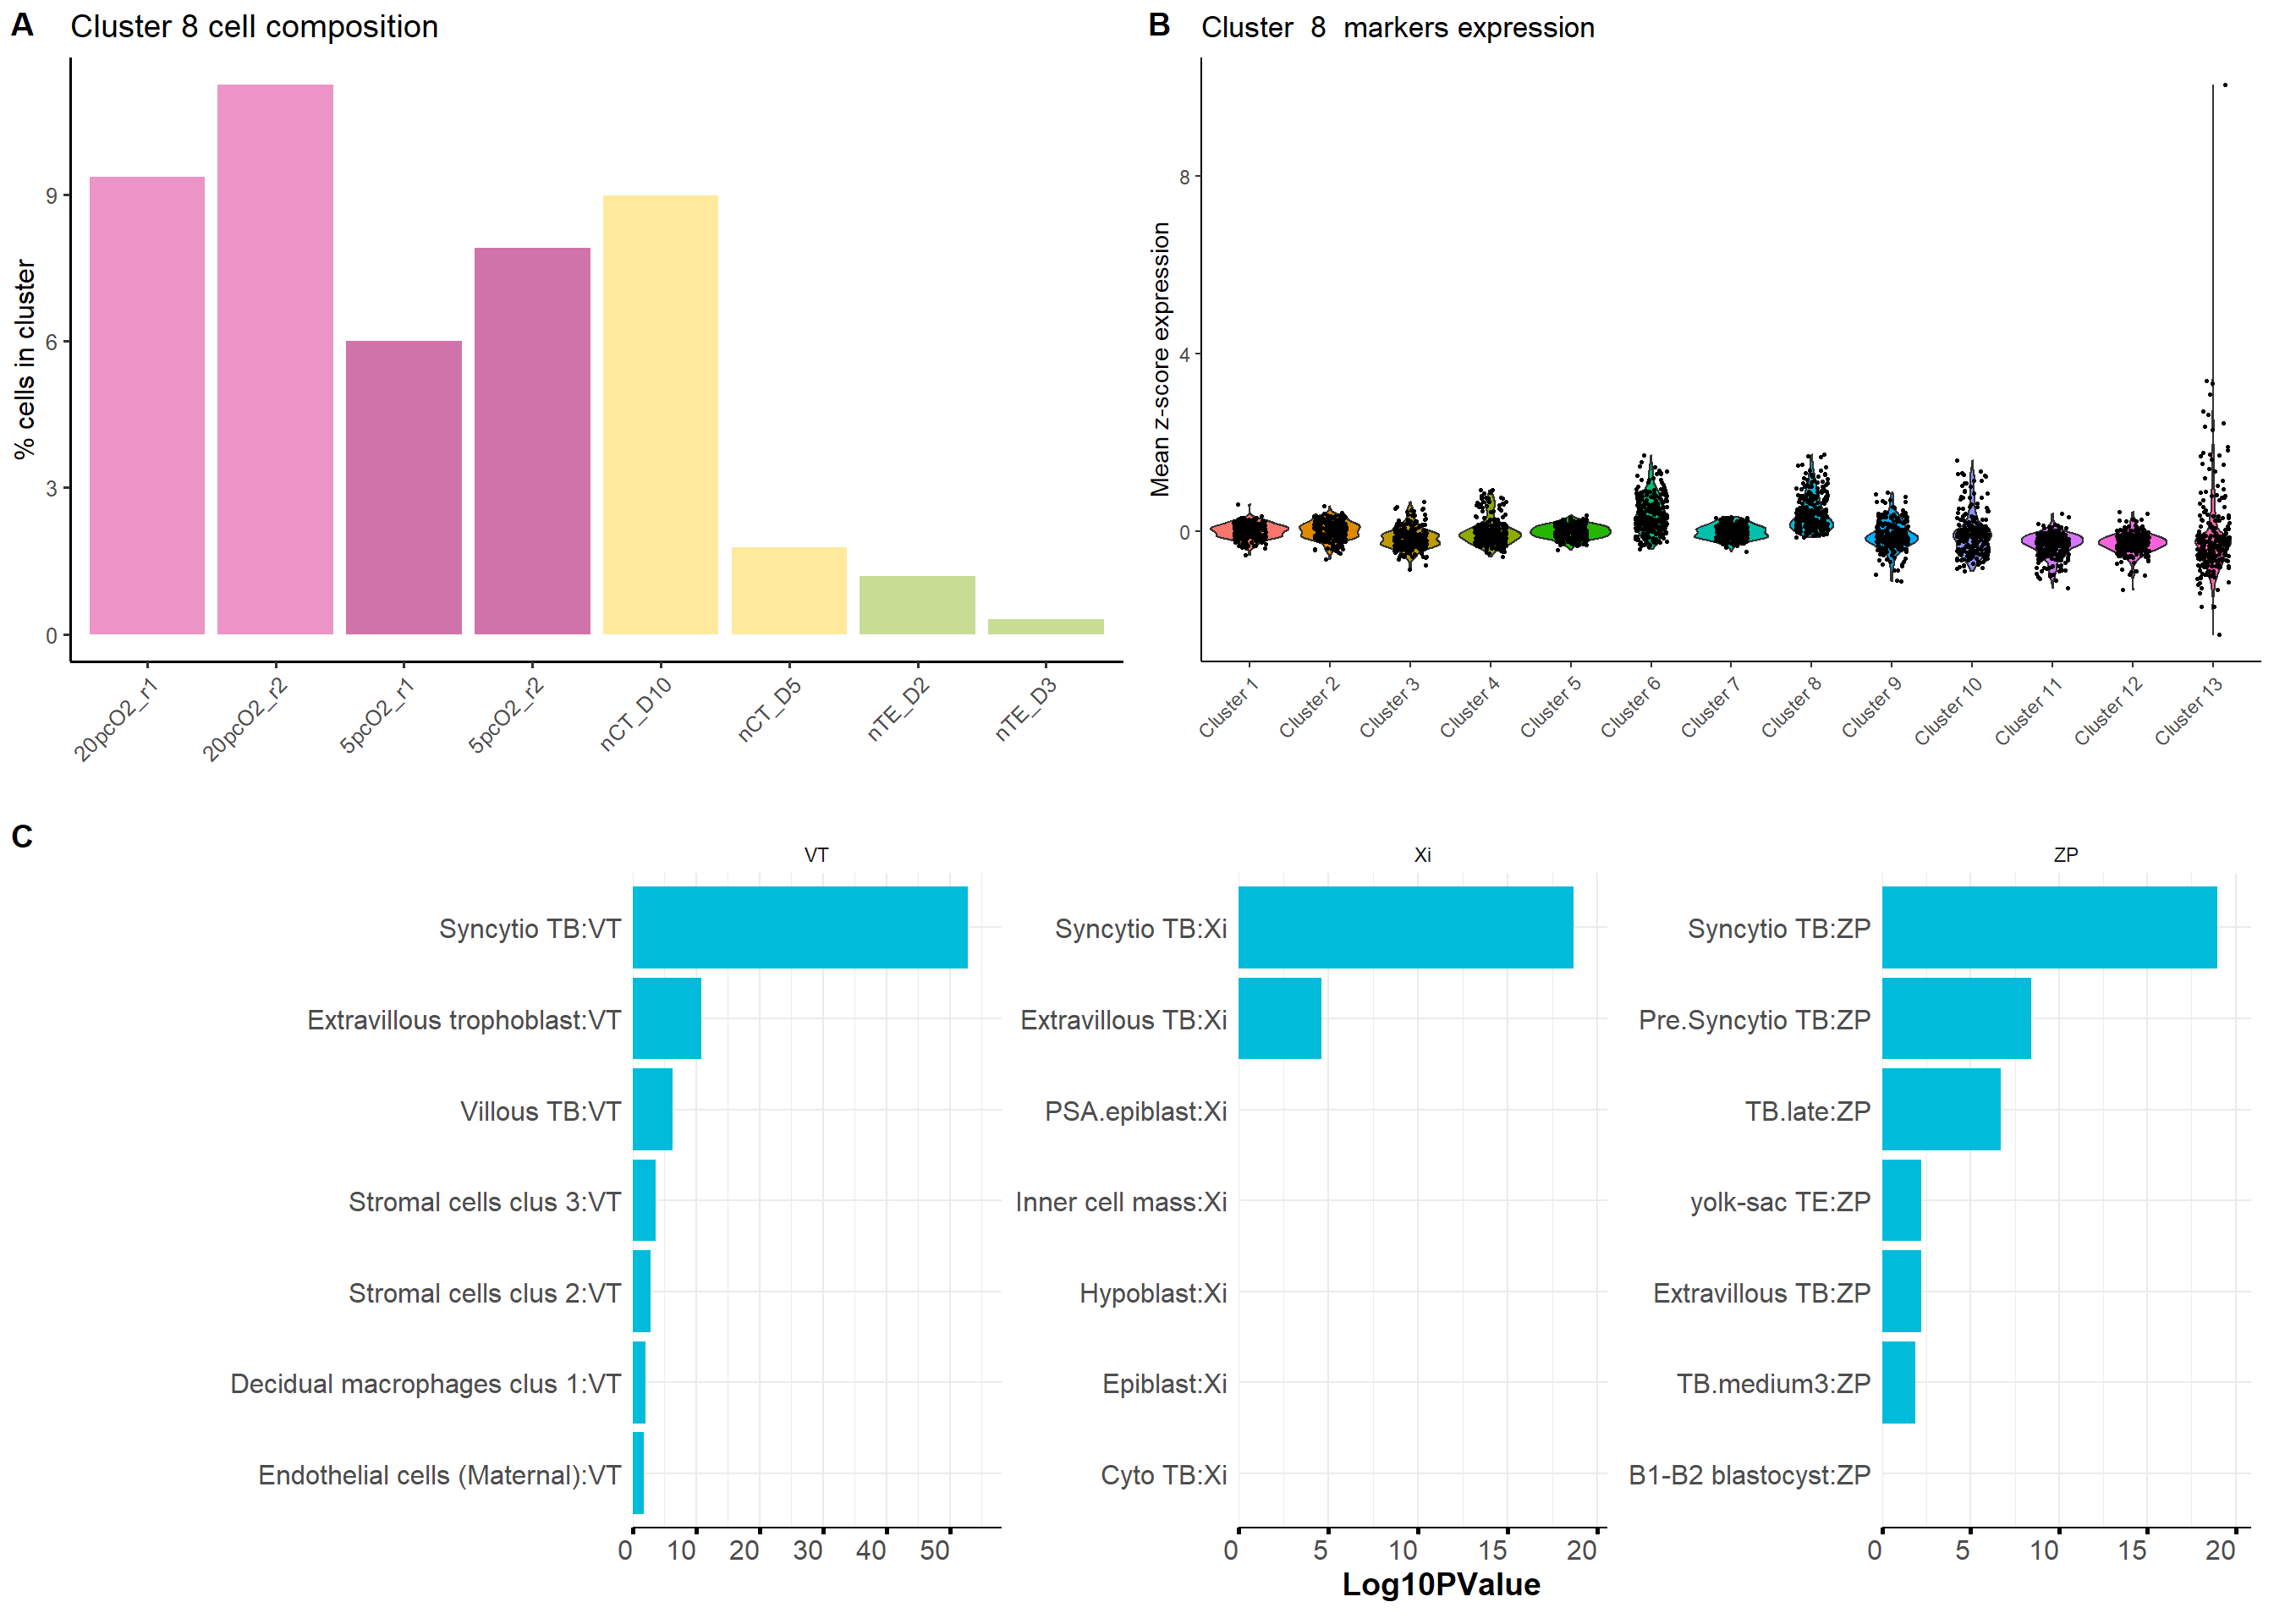 A Cluster 8 cell composition
% cells in cluster
9
6
3
0
20pcO2_r1
20pcO2_r2
5pcO2_r1
5pcO2_r2
nCT_D10
nCT_D5
nTE_D2
nTE_D3
B Cluster 8 markers expression
Mean z-score expression
8
4
0
Cluster 1
Cluster 2
Cluster 3
Cluster 4
Cluster 5
Cluster 6
Cluster 7
Cluster 8
Cluster 9
Cluster 10
Cluster 11
Cluster 12
Cluster 13
C
VT
Syncytio TB:VT
Extravillous trophoblast:VT
Villous TB:VT
Stromal cells clus 3:VT
Stromal cells clus 2:VT
Decidual macrophages clus 1:VT
Endothelial cells (Maternal):VT
0 10 20 30 40 50
Xi
Syncytio TB:Xi
Extravillous TB:Xi
PSA.epiblast:Xi
Inner cell mass:Xi
Hypoblast:Xi
Epiblast:Xi
Cyto TB:Xi
0 5 10 15 20
ZP
Syncytio TB:ZP
Pre.Syncytio TB:ZP
TB.late:ZP
yolk-sac TE:ZP
Extravillous TB:ZP
TB.medium3:ZP
B1-B2 blastocyst:ZP
0 5 10 15 20
Log10PValue